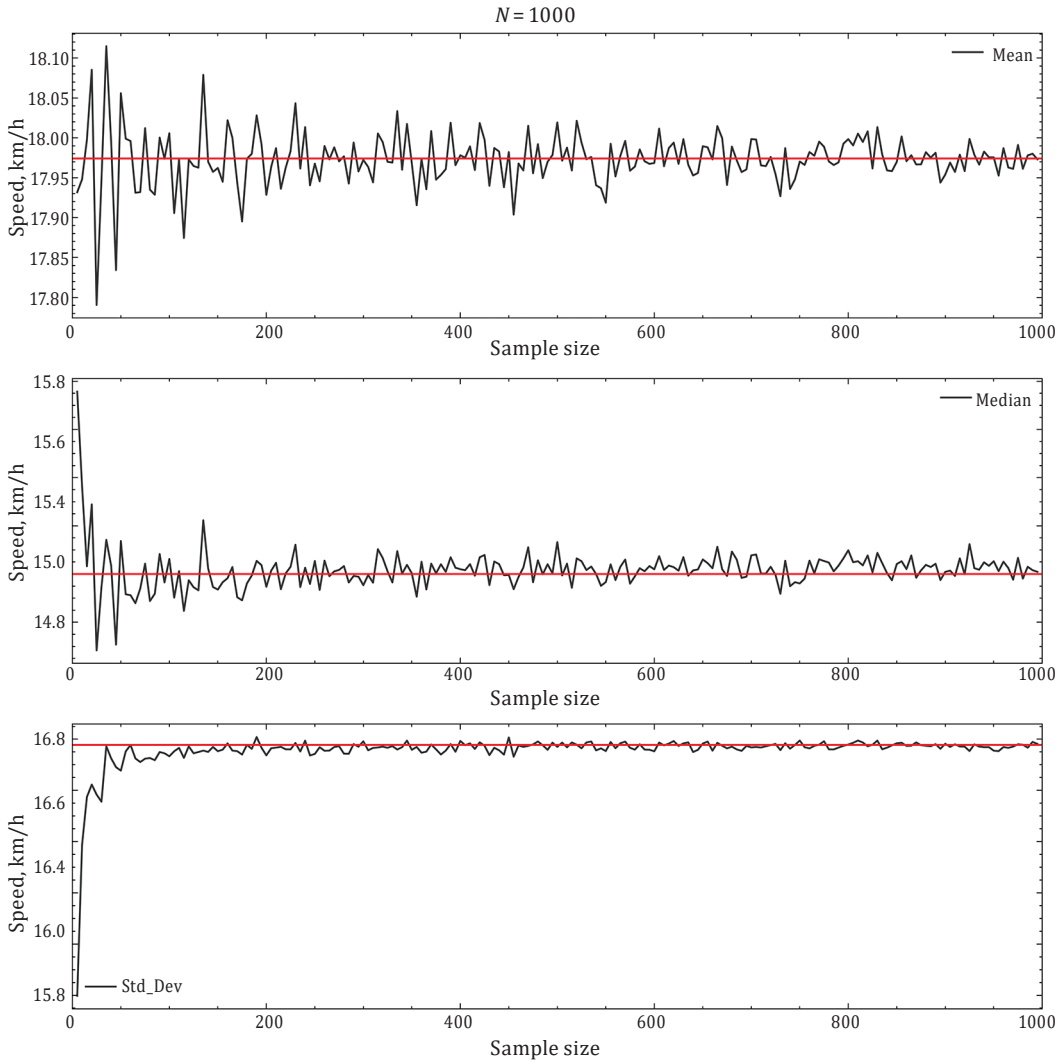 N = 1000
18.10
18.05
18.00
17.95
17.90
17.85
17.80
Speed, km/h
Mean
0 200 400 600 800 1000
Sample size
15.8
15.6
15.4
15.0
14.8
Speed, km/h
Median
0 200 400 600 800 1000
Sample size
16.8
16.6
16.4
16.0
15.8
Speed, km/h
Std_Dev
0 200 400 600 800 1000
Sample size